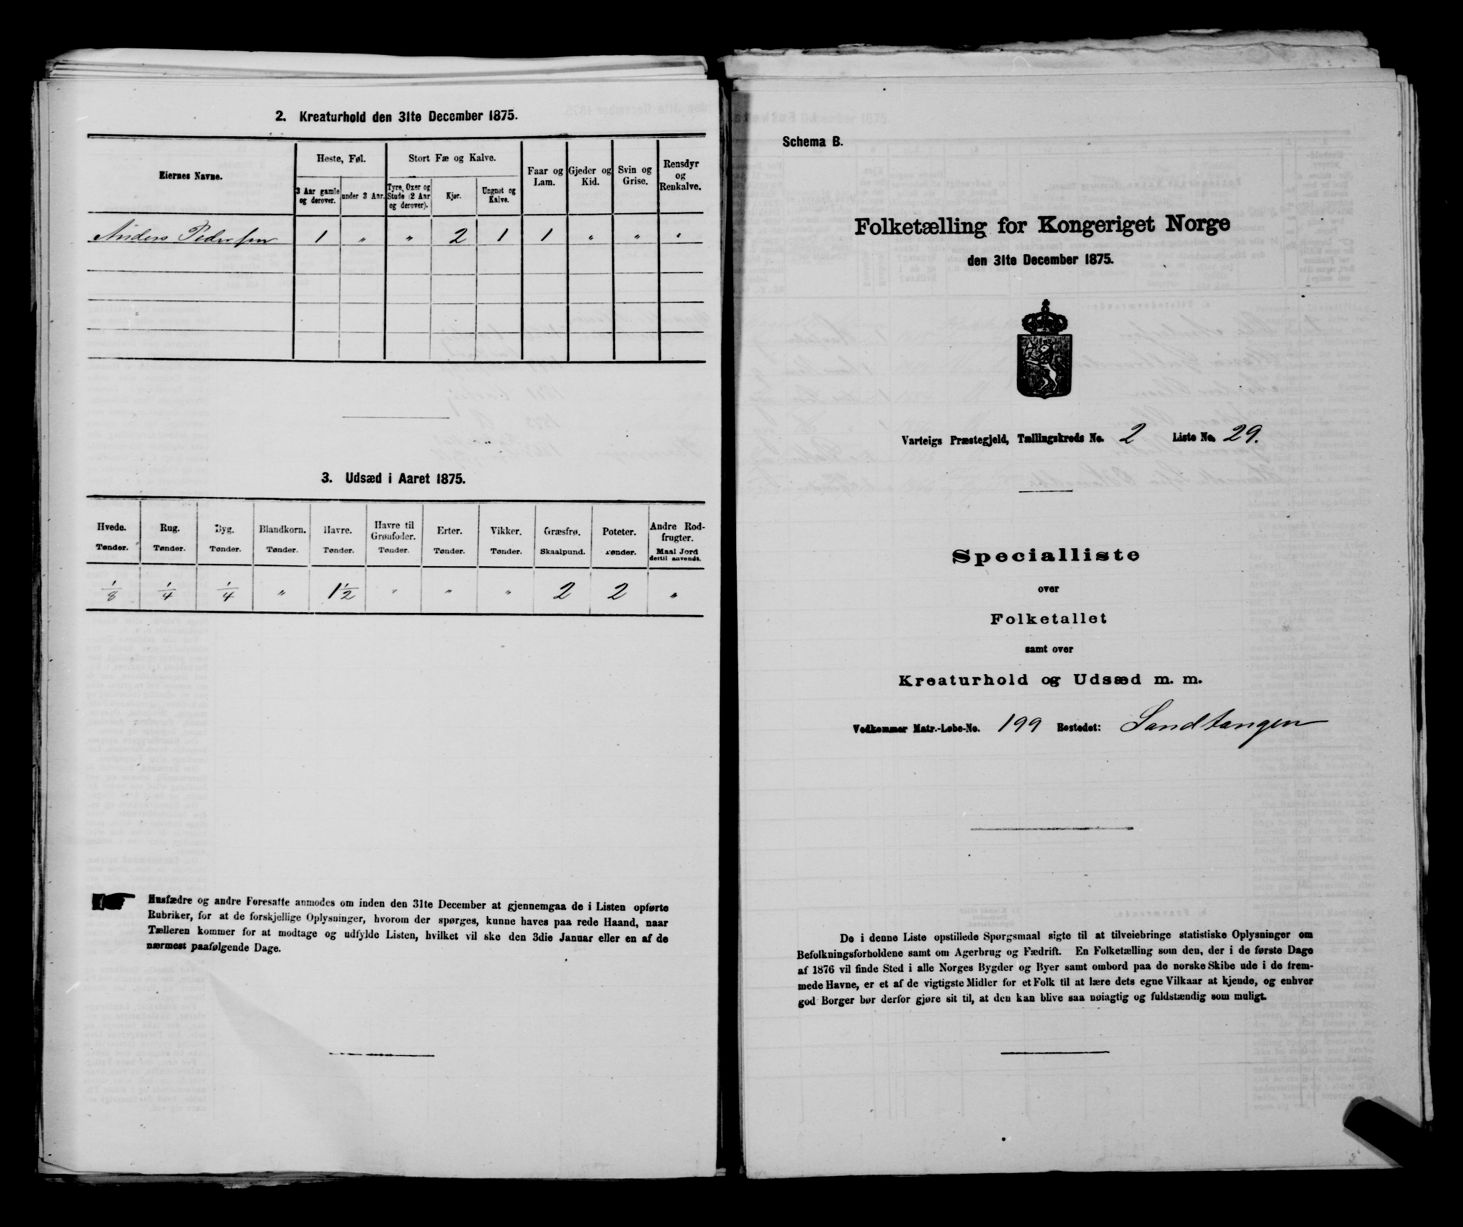 2. Kreaturhold den 31te December 1875.
Eiernes Navne. Heste, Føl. Stort Fæ og Kalve. Faar og Lam. Gjeder og Kid. Svin og Grise. Rensdyr og Renkalve.
3 Aar gamle og derover. under 3 Aar. Tyre, Oxer og Stude (2 Aar og derover). Kjør. Ungnøt og Kalve.
Anders Pedersen 1 " " 2 1 1 " " "
3. Udsæd i Aaret 1875.
Hvede. Rug. Byg. Blandkorn. Havre. Havre til Grønfoder. Erter. Vikker. Græsfrø. Poteter. Andre Rodfrugter.
Tønder. Tønder. Tønder. Tønder. Tønder. Tønder. Tønder. Tønder. Skaalpund. Tønder. Maal Jord dertil anvendt.
1/8 1/4 1/4 " 1 1/2 " " " 2 2 "
Husfædre og andre Foresatte anmodes om inden den 31te December at gjennemgaa de i Listen opførte
Rubriker, for at de forskjellige Oplysninger, hvorom der spørges, kunne haves paa rede Haand, naar
Tælleren kommer for at modtage og udfylde Listen, hvilket vil ske den 3die Januar eller en af de
nærmest paafølgende Dage.
Schema B.
Folketælling for Kongeriget Norge
den 31te December 1875.
Varteigs Præstegjeld, Tællingskreds No. 2 Liste No. 29.
Specialliste
over
Folketallet
samt over
Kreaturhold og Udsæd m. m.
Vedkommer Matr.-Løbe-No. 199 Bostedet: Sandtangen
De i denne Liste opstillede Spørgsmaal sigte til at tilveiebringe statistiske Oplysninger om
Befolkningsforholdene samt om Agerbrug og Fædrift. En Folketælling som den, der i de første Dage
af 1876 vil finde Sted i alle Norges Bygder og Byer samt ombord paa de norske Skibe ude i de frem-
mede Havne, er et af de vigtigste Midler for et Folk til at lære dets egne Vilkaar at kjende, og enhver
god Borger bør derfor gjøre sit til, at den kan blive saa nøiagtig og fuldstændig som muligt.